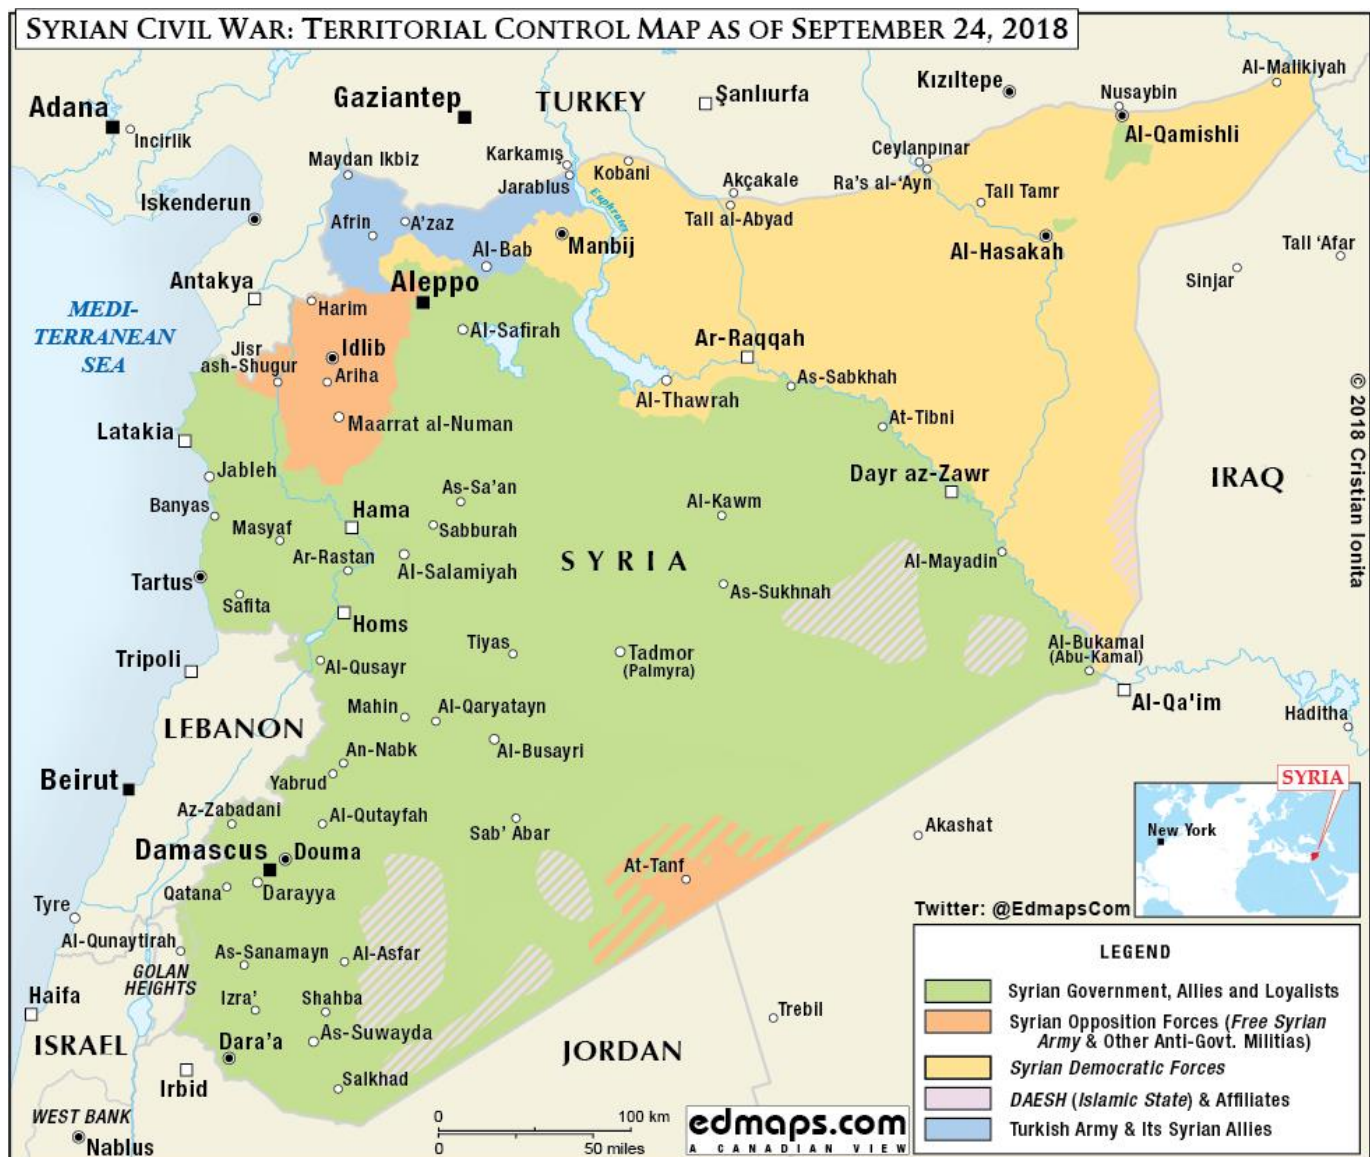 SYRIAN CIVIL WAR: TERRITORIAL CONTROL MAP AS OF SEPTEMBER 24, 2018
Adana
Incirlik
Gaziantep
TURKEY
Şanlıurfa
Kızıltepe
Al-Malikiyah
Nusaybin
Al-Qamishli
Maydan Ikbiz
Karkamış
Jarablus
Kobani
Euphrates
Akçakale
Tall al-Abyad
Ceylanpınar
Ra's al-‘Ayn
Tall Tamr
Iskenderun
Afrin
A’zaz
Al-Bab
Manbij
Al-Hasakah
Tall ‘Afar
Sinjar
Antakya
Harim
Aleppo
MEDI-
TERRANEAN
SEA
Al-Safirah
Jisr
ash-Shugur
Idlib
Ariha
Ar-Raqqah
Al-Thawrah
As-Sabkhah
Maarrat al-Numan
At-Tibni
Latakia
Jableh
Dayr az-Zawr
IRAQ
© 2018 Cristian Ionita
Banyas
As-Sa’an
Al-Kawm
Hama
Masyaf
Sabburah
Ar-Rastan
Al-Salamiyah
SYRIA
Al-Mayadin
Tartus
Safita
As-Sukhnah
Homs
Tripoli
Al-Qusayr
Tiyas
Tadmor
(Palmyra)
Al-Bukamal
(Abu-Kamal)
Al-Qa'im
Haditha
LEBANON
Mahin
Al-Qaryatayn
An-Nabk
Al-Busayri
Beirut
Yabrud
Az-Zabadani
Al-Qutayfah
Sab’ Abar
Akashat
SYRIA
New York
Damascus
Douma
At-Tanf
Qatana
Darayya
Tyre
Twitter: @EdmapsCom
Al-Qunaytirah
GOLAN
HEIGHTS
As-Sanamayn
Al-Asfar
Haifa
Izra’
Shahba
Trebil
ISRAEL
Dara’a
As-Suwayda
JORDAN
Irbid
Salkhad
WEST BANK
Nablus
0
100 km
0
50 miles
edmaps.com
A CANADIAN VIEW
LEGEND
Syrian Government, Allies and Loyalists
Syrian Opposition Forces (Free Syrian
Army & Other Anti-Govt. Militias)
Syrian Democratic Forces
DAESH (Islamic State) & Affiliates
Turkish Army & Its Syrian Allies